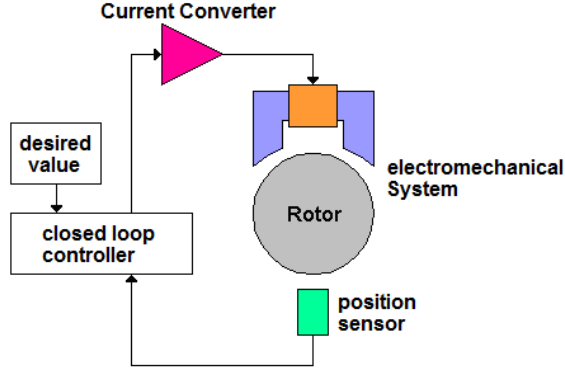 Current Converter
desired
value
electromechanical
System
Rotor
closed loop
controller
position
sensor